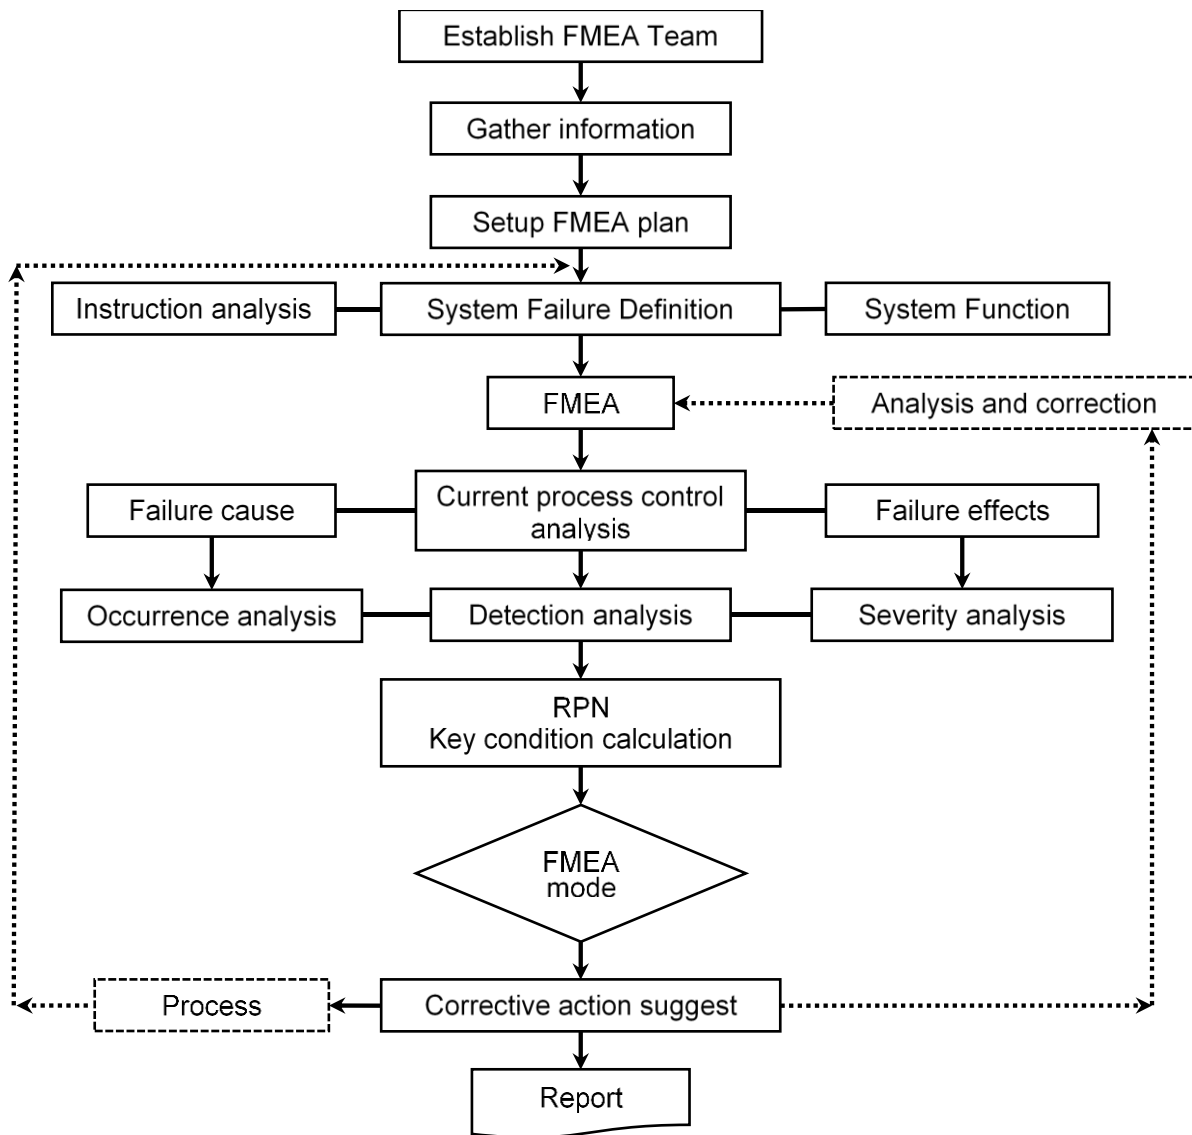 Establish FMEA Team
Gather information
Setup FMEA plan
Instruction analysis
System Failure Definition
System Function
FMEA
Analysis and correction
Failure cause
Current process control
analysis
Failure effects
Occurrence analysis
Detection analysis
Severity analysis
RPN
Key condition calculation
FMEA
mode
Process
Corrective action suggest
Report